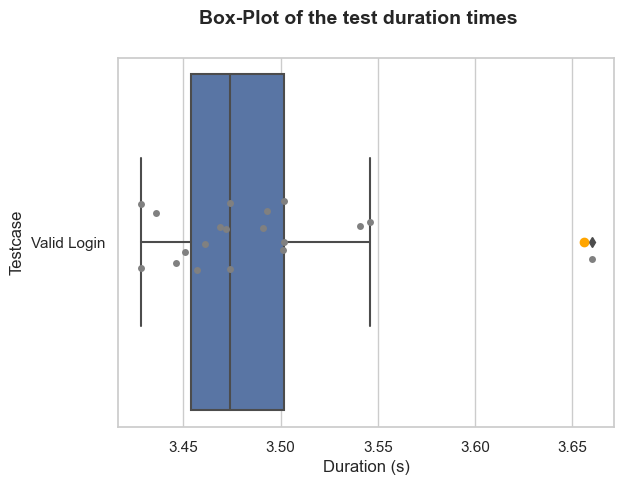 Box-Plot of the test duration times
Testcase
Valid Login
3.45 3.50 3.55 3.60 3.65
Duration (s)